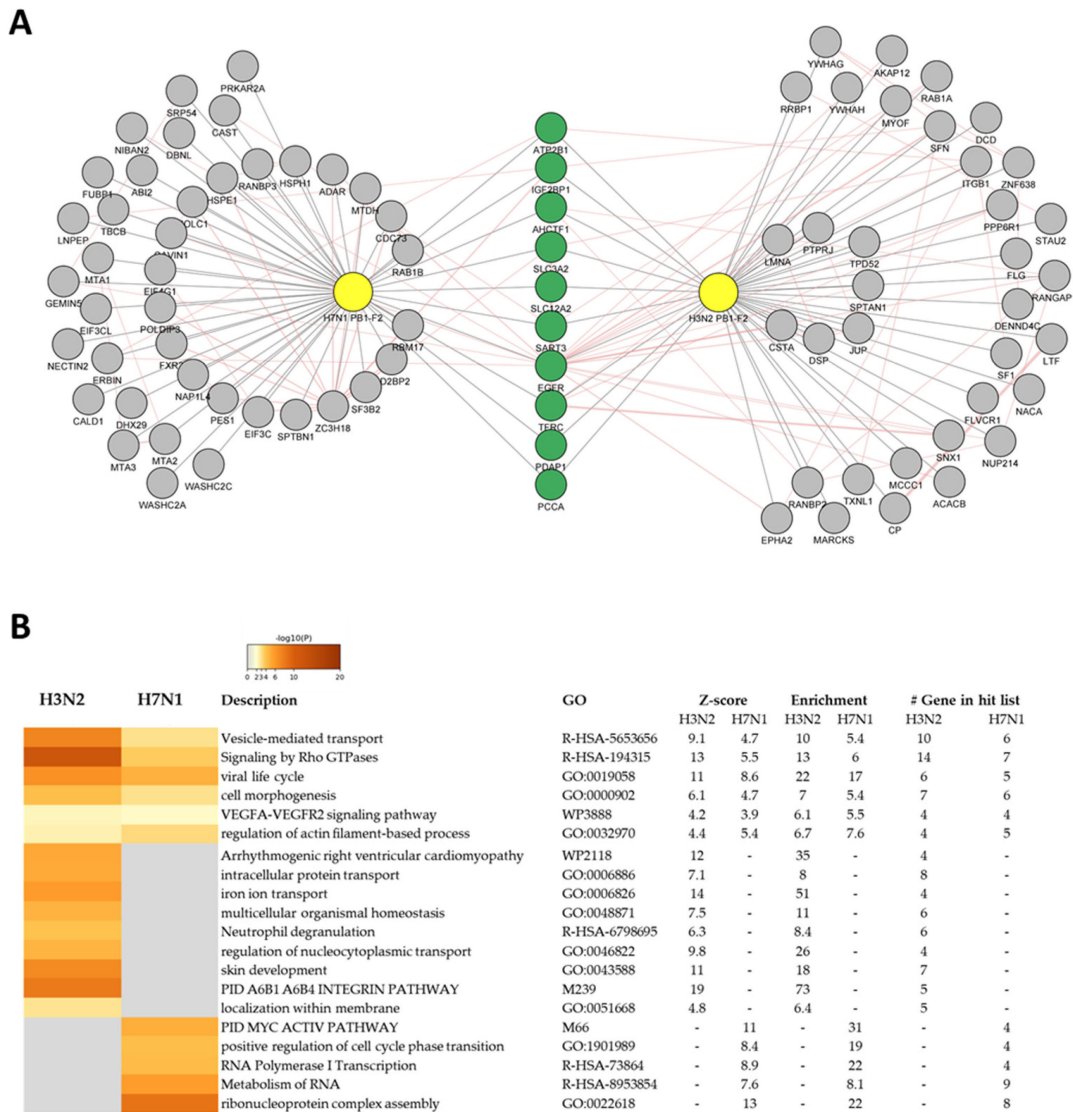 A
PRKAR2A
SRP54
CAST
NIBAN2
DBNL
RANBP3
HSPH1
ADAR
FUBP1
ABI2
HSPE1
MTDH
LNPEP
TBCB
OLC1
CDC73
MTA1
CAVIN1
RAB1B
GEMIN5
EIF4G1
H7N1 PB1-F2
EIF3CL
POLDIP3
NECTIN2
ERBIN
NAP1L4
RBM17
D2BP2
CALD1
DHX29
PES1
EIF3C
SPTBN1
ZC3H18
SF3B2
MTA3
MTA2
WASHC2C
WASHC2A
ATP2B1
IGF2BP1
AHCTF1
SLC3A2
SLC12A2
SART3
EGFR
TFRC
PDAP1
PCCA
YWHAG
AKAP12
RRBP1
YWHAH
MYOF
RAB1A
SFN
DCD
ITGB1
ZNF638
PPP6R1
STAU2
LMNA
PTPRJ
TPD52
FLG
RANGAP
H3N2 PB1-F2
SPTAN1
DENND4C
CSTA
DSP
JUP
SF1
LTF
FLVCR1
NACA
SNX1
NUP214
RANBP2
TXNL1
MCCC1
ACACB
EPHA2
MARCKS
CP
B
-log10(P)
0 2 3 4 6 10 20
H3N2 H7N1 Description GO Z-score Enrichment # Gene in hit list
H3N2 H7N1 H3N2 H7N1 H3N2 H7N1
Vesicle-mediated transport R-HSA-5653656 9.1 4.7 10 5.4 10 6
Signaling by Rho GTPases R-HSA-194315 13 5.5 13 6 14 7
viral life cycle GO:0019058 11 8.6 22 17 6 5
cell morphogenesis GO:0000902 6.1 4.7 7 5.4 7 6
VEGFA-VEGFR2 signaling pathway WP3888 4.2 3.9 6.1 5.5 4 4
regulation of actin filament-based process GO:0032970 4.4 5.4 6.7 7.6 4 5
Arrhythmogenic right ventricular cardiomyopathy WP2118 12 - 35 - 4 -
intracellular protein transport GO:0006886 7.1 - 8 - 8 -
iron ion transport GO:0006826 14 - 51 - 4 -
multicellular organismal homeostasis GO:0048871 7.5 - 11 - 6 -
Neutrophil degranulation R-HSA-6798695 6.3 - 8.4 - 6 -
regulation of nucleocytoplasmic transport GO:0046822 9.8 - 26 - 4 -
skin development GO:0043588 11 - 18 - 7 -
PID A6B1 A6B4 INTEGRIN PATHWAY M239 19 - 73 - 5 -
localization within membrane GO:0051668 4.8 - 6.4 - 5 -
PID MYC ACTIV PATHWAY M66 - 11 - 31 - 4
positive regulation of cell cycle phase transition GO:1901989 - 8.4 - 19 - 4
RNA Polymerase I Transcription R-HSA-73864 - 8.9 - 22 - 4
Metabolism of RNA R-HSA-8953854 - 7.6 - 8.1 - 9
ribonucleoprotein complex assembly GO:0022618 - 13 - 22 - 8